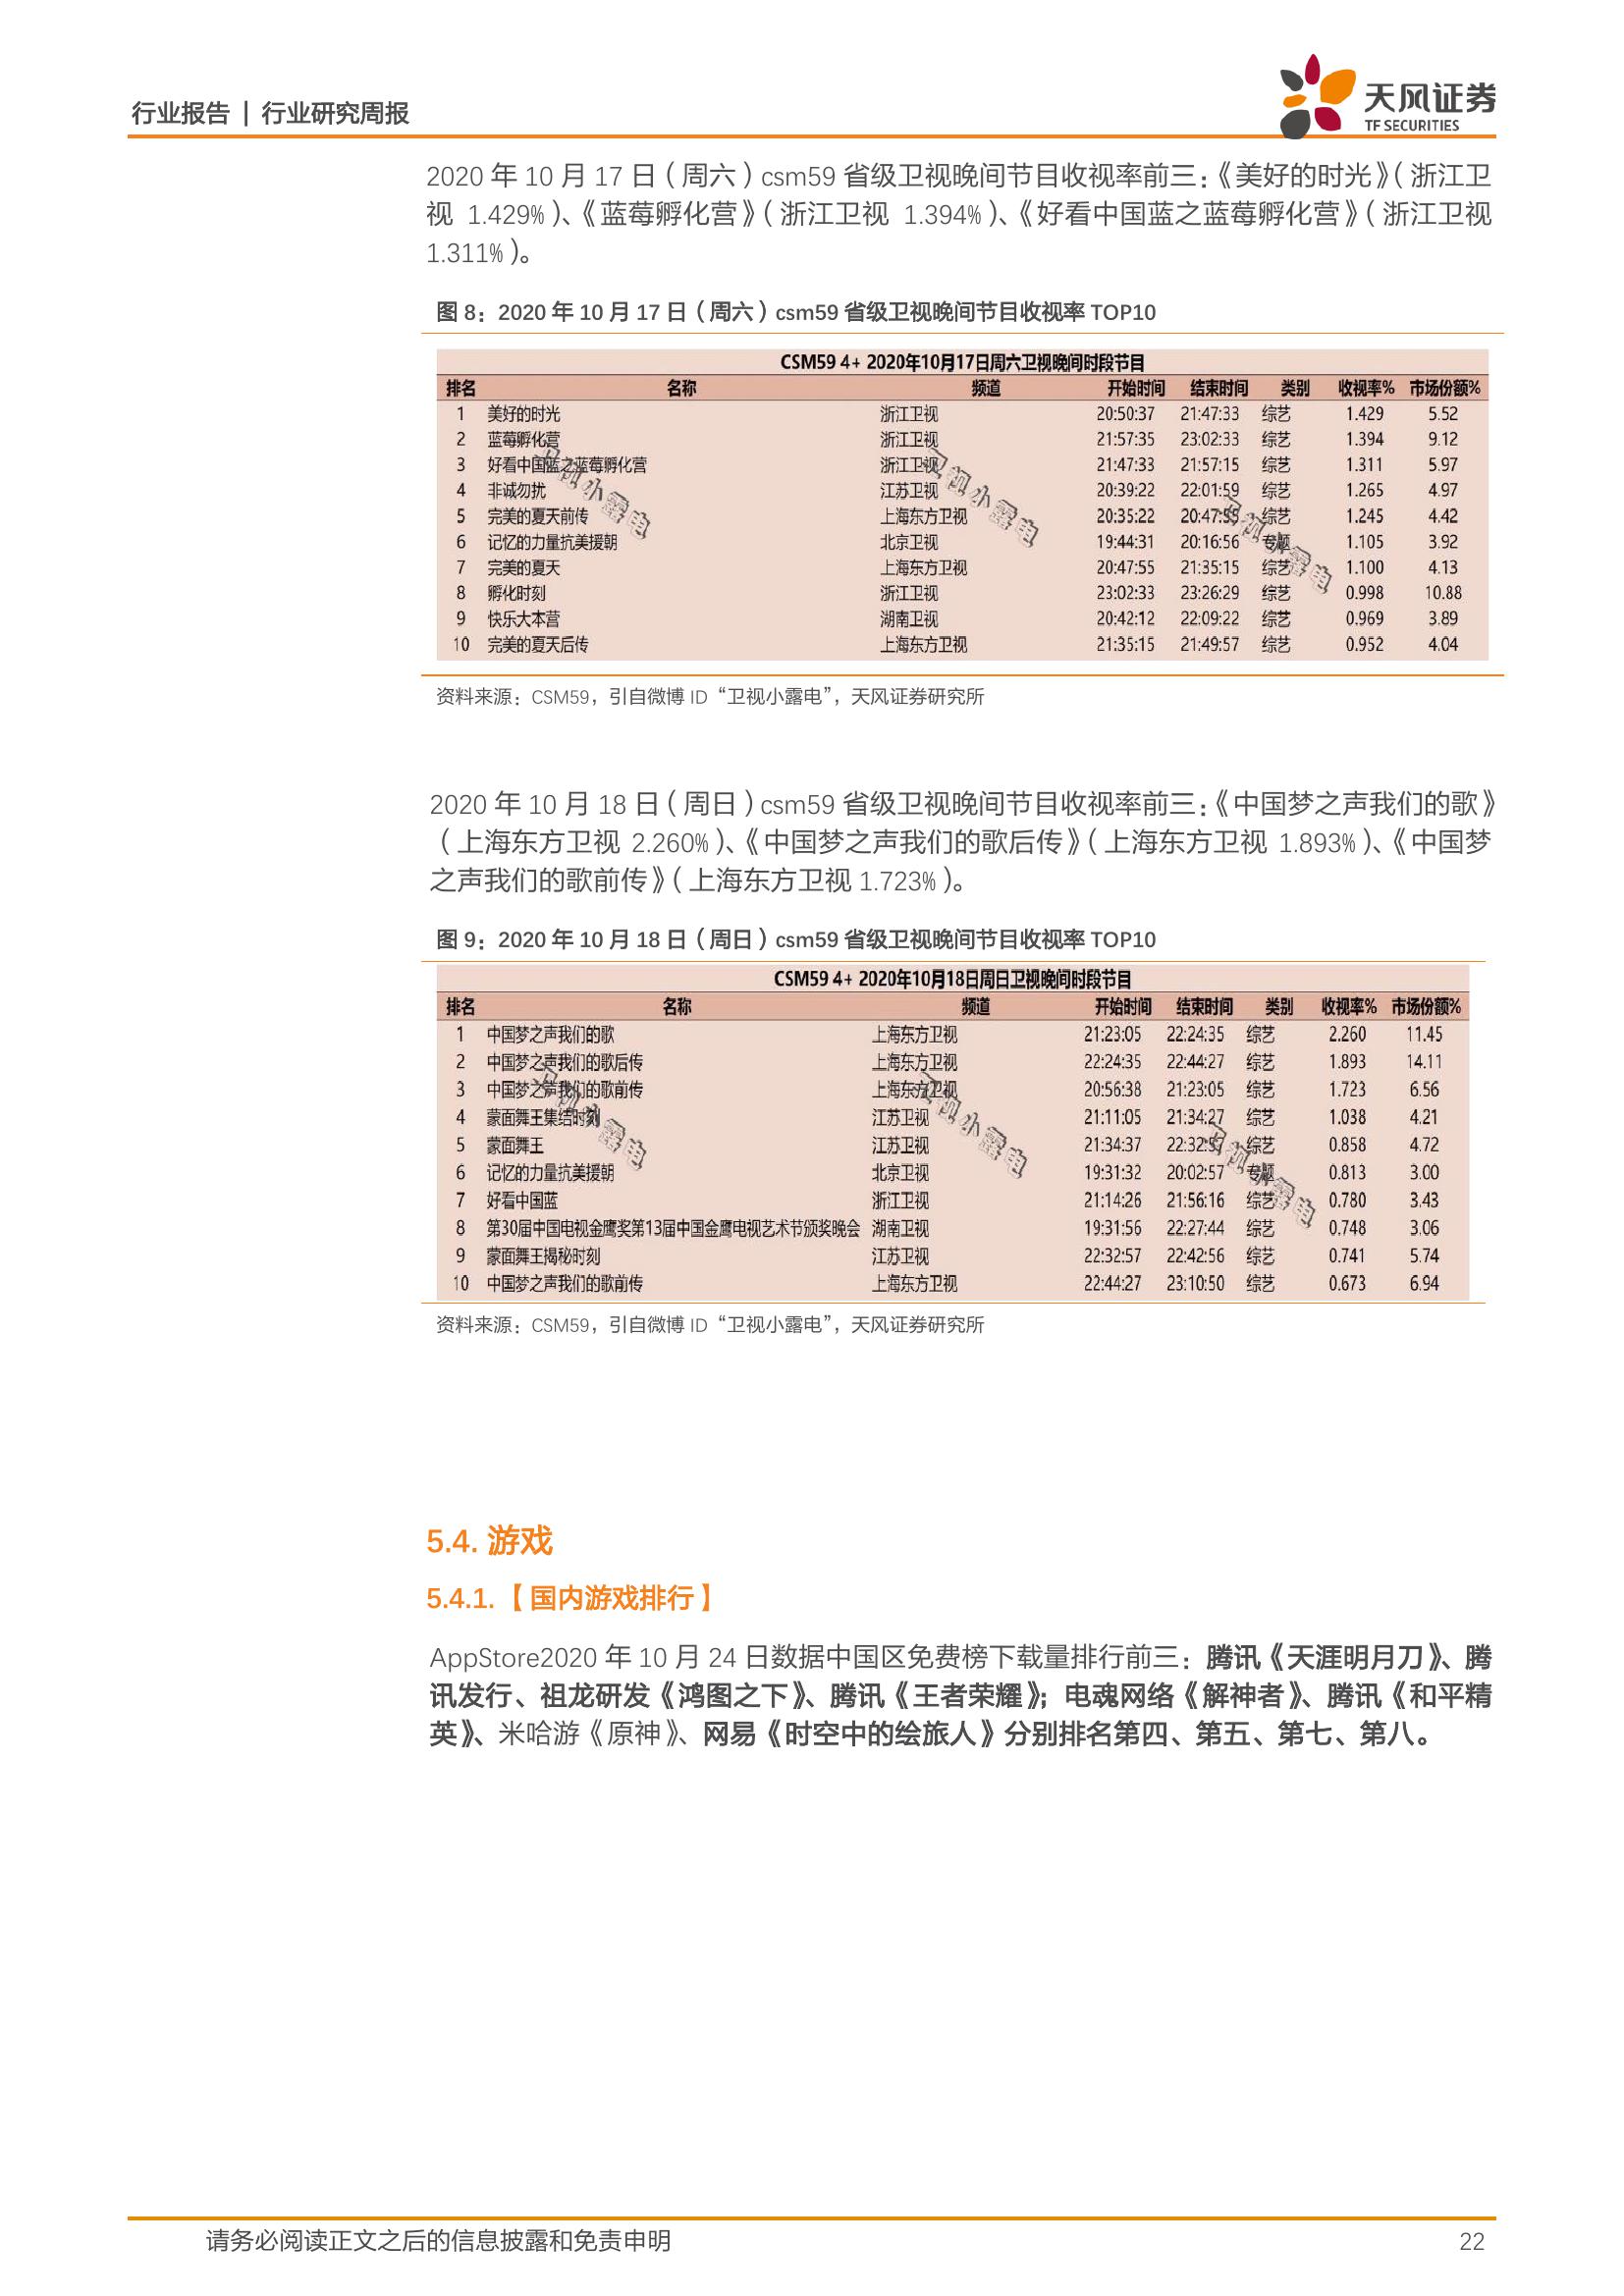 行业报告 | 行业研究周报
天风证券
TF SECURITIES
2020 年 10 月 17 日（周六）csm59 省级卫视晚间节目收视率前三：《美好的时光》（浙江卫
视 1.429%）、《蓝莓孵化营》（浙江卫视 1.394%）、《好看中国蓝之蓝莓孵化营》（浙江卫视
1.311%）。
图 8：2020 年 10 月 17 日（周六）csm59 省级卫视晚间节目收视率 TOP10
CSM59 4+ 2020年10月17日周六卫视晚间时段节目
排名 名称 频道 开始时间 结束时间 类别 收视率% 市场份额%
1 美好的时光 浙江卫视 20:50:37 21:47:33 综艺 1.429 5.52
2 蓝莓孵化营 浙江卫视 21:57:35 23:02:33 综艺 1.394 9.12
3 好看中国蓝之蓝莓孵化营 浙江卫视 21:47:33 21:57:15 综艺 1.311 5.97
4 非诚勿扰 江苏卫视 20:39:22 22:01:59 综艺 1.265 4.97
5 完美的夏天前传 上海东方卫视 20:35:22 20:47:55 综艺 1.245 4.42
6 记忆的力量抗美援朝 北京卫视 19:44:31 20:16:56 专题 1.105 3.92
7 完美的夏天 上海东方卫视 20:47:55 21:35:15 综艺 1.100 4.13
8 孵化时刻 浙江卫视 23:02:33 23:26:29 综艺 0.998 10.88
9 快乐大本营 湖南卫视 20:42:12 22:09:22 综艺 0.969 3.89
10 完美的夏天后传 上海东方卫视 21:35:15 21:49:57 综艺 0.952 4.04
卫视小露电
卫视小露电
卫视小露电
资料来源：CSM59，引自微博 ID“卫视小露电”，天风证券研究所
2020 年 10 月 18 日（周日）csm59 省级卫视晚间节目收视率前三：《中国梦之声我们的歌》
（上海东方卫视 2.260%）、《中国梦之声我们的歌后传》（上海东方卫视 1.893%）、《中国梦
之声我们的歌前传》（上海东方卫视 1.723%）。
图 9：2020 年 10 月 18 日（周日）csm59 省级卫视晚间节目收视率 TOP10
CSM59 4+ 2020年10月18日周日卫视晚间时段节目
排名 名称 频道 开始时间 结束时间 类别 收视率% 市场份额%
1 中国梦之声我们的歌 上海东方卫视 21:23:05 22:24:35 综艺 2.260 11.45
2 中国梦之声我们的歌后传 上海东方卫视 22:24:35 22:44:27 综艺 1.893 14.11
3 中国梦之声我们的歌前传 上海东方卫视 20:56:38 21:23:05 综艺 1.723 6.56
4 蒙面舞王集结时刻 江苏卫视 21:11:05 21:34:27 综艺 1.038 4.21
5 蒙面舞王 江苏卫视 21:34:37 22:32:57 综艺 0.858 4.72
6 记忆的力量抗美援朝 北京卫视 19:31:32 20:02:57 专题 0.813 3.00
7 好看中国蓝 浙江卫视 21:14:26 21:56:16 综艺 0.780 3.43
8 第30届中国电视金鹰奖第13届中国金鹰电视艺术节颁奖晚会 湖南卫视 19:31:56 22:27:44 综艺 0.748 3.06
9 蒙面舞王揭秘时刻 江苏卫视 22:32:57 22:42:56 综艺 0.741 5.74
10 中国梦之声我们的歌前传 上海东方卫视 22:44:27 23:10:50 综艺 0.673 6.94
卫视小露电
卫视小露电
卫视小露电
资料来源：CSM59，引自微博 ID“卫视小露电”，天风证券研究所
5.4. 游戏
5.4.1.【国内游戏排行】
AppStore2020 年 10 月 24 日数据中国区免费榜下载量排行前三：腾讯《天涯明月刀》、腾
讯发行、祖龙研发《鸿图之下》、腾讯《王者荣耀》；电魂网络《解神者》、腾讯《和平精
英》、米哈游《原神》、网易《时空中的绘旅人》分别排名第四、第五、第七、第八。
请务必阅读正文之后的信息披露和免责申明
22